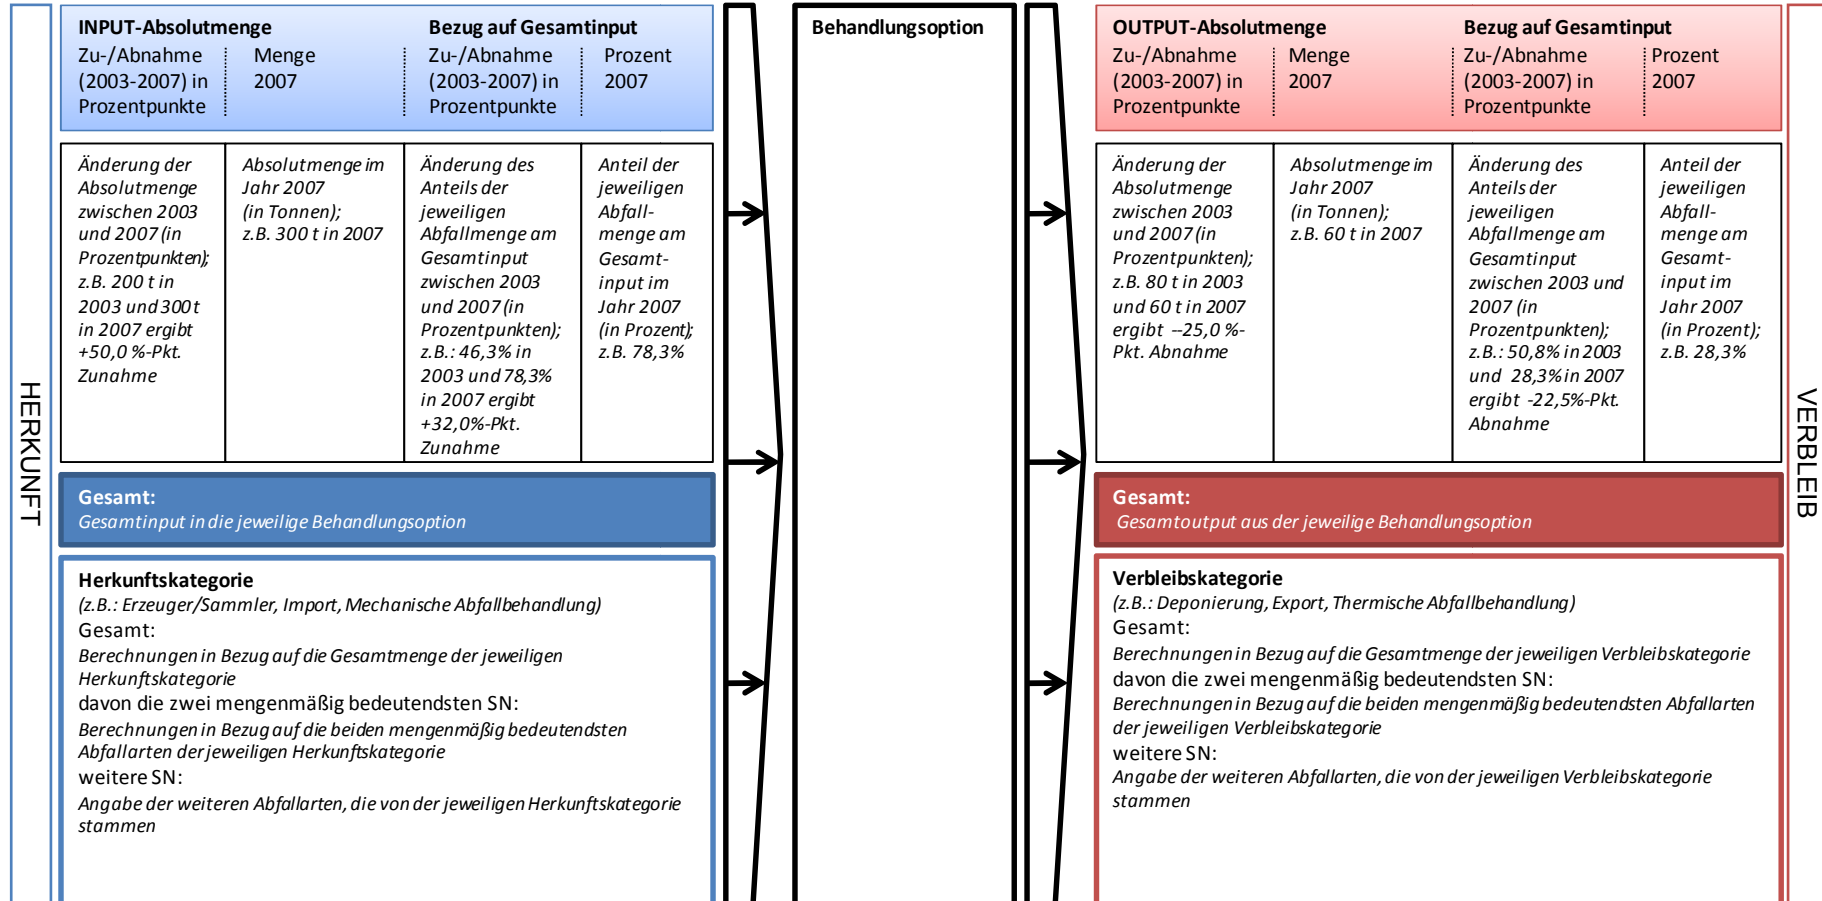 HERKUNFT
INPUT-Absolutmenge
Zu-/Abnahme
(2003-2007) in
Prozentpunkte
Menge
2007
Bezug auf Gesamtinput
Zu-/Abnahme
(2003-2007) in
Prozentpunkte
Prozent
2007
Änderung der
Absolutmenge
zwischen 2003
und 2007 (in
Prozentpunkten);
z.B. 200 t in
2003 und 300 t
in 2007 ergibt
+50,0 %-Pkt.
Zunahme
Absolutmenge im
Jahr 2007
(in Tonnen);
z.B. 300 t in 2007
Änderung des
Anteils der
jeweiligen
Abfallmenge am
Gesamtinput
zwischen 2003
und 2007 (in
Prozentpunkten);
z.B.: 46,3% in
2003 und 78,3%
in 2007 ergibt
+32,0%-Pkt.
Zunahme
Anteil der
jeweiligen
Abfall-
menge am
Gesamt-
input im
Jahr 2007
(in Prozent);
z.B. 78,3%
Gesamt:
Gesamtinput in die jeweilige Behandlungsoption
Herkunftskategorie
(z.B.: Erzeuger/Sammler, Import, Mechanische Abfallbehandlung)
Gesamt:
Berechnungen in Bezug auf die Gesamtmenge der jeweiligen
Herkunftskategorie
davon die zwei mengenmäßig bedeutendsten SN:
Berechnungen in Bezug auf die beiden mengenmäßig bedeutendsten
Abfallarten der jeweiligen Herkunftskategorie
weitere SN:
Angabe der weiteren Abfallarten, die von der jeweiligen Herkunftskategorie
stammen
Behandlungsoption
OUTPUT-Absolutmenge
Zu-/Abnahme
(2003-2007) in
Prozentpunkte
Menge
2007
Bezug auf Gesamtinput
Zu-/Abnahme
(2003-2007) in
Prozentpunkte
Prozent
2007
Änderung der
Absolutmenge
zwischen 2003
und 2007 (in
Prozentpunkten);
z.B. 80 t in 2003
und 60 t in 2007
ergibt --25,0 %-
Pkt. Abnahme
Absolutmenge im
Jahr 2007
(in Tonnen);
z.B. 60 t in 2007
Änderung des
Anteils der
jeweiligen
Abfallmenge am
Gesamtinput
zwischen 2003 und
2007 (in
Prozentpunkten);
z.B.: 50,8% in 2003
und 28,3% in 2007
ergibt -22,5%-Pkt.
Abnahme
Anteil der
jeweiligen
Abfall-
menge am
Gesamt-
input im
Jahr 2007
(in Prozent);
z.B. 28,3%
Gesamt:
Gesamtoutput aus der jeweilige Behandlungsoption
Verbleibskategorie
(z.B.: Deponierung, Export, Thermische Abfallbehandlung)
Gesamt:
Berechnungen in Bezug auf die Gesamtmenge der jeweiligen Verbleibskategorie
davon die zwei mengenmäßig bedeutendsten SN:
Berechnungen in Bezug auf die beiden mengenmäßig bedeutendsten Abfallarten
der jeweiligen Verbleibskategorie
weitere SN:
Angabe der weiteren Abfallarten, die von der jeweiligen Verbleibskategorie
stammen
VERBLEIB